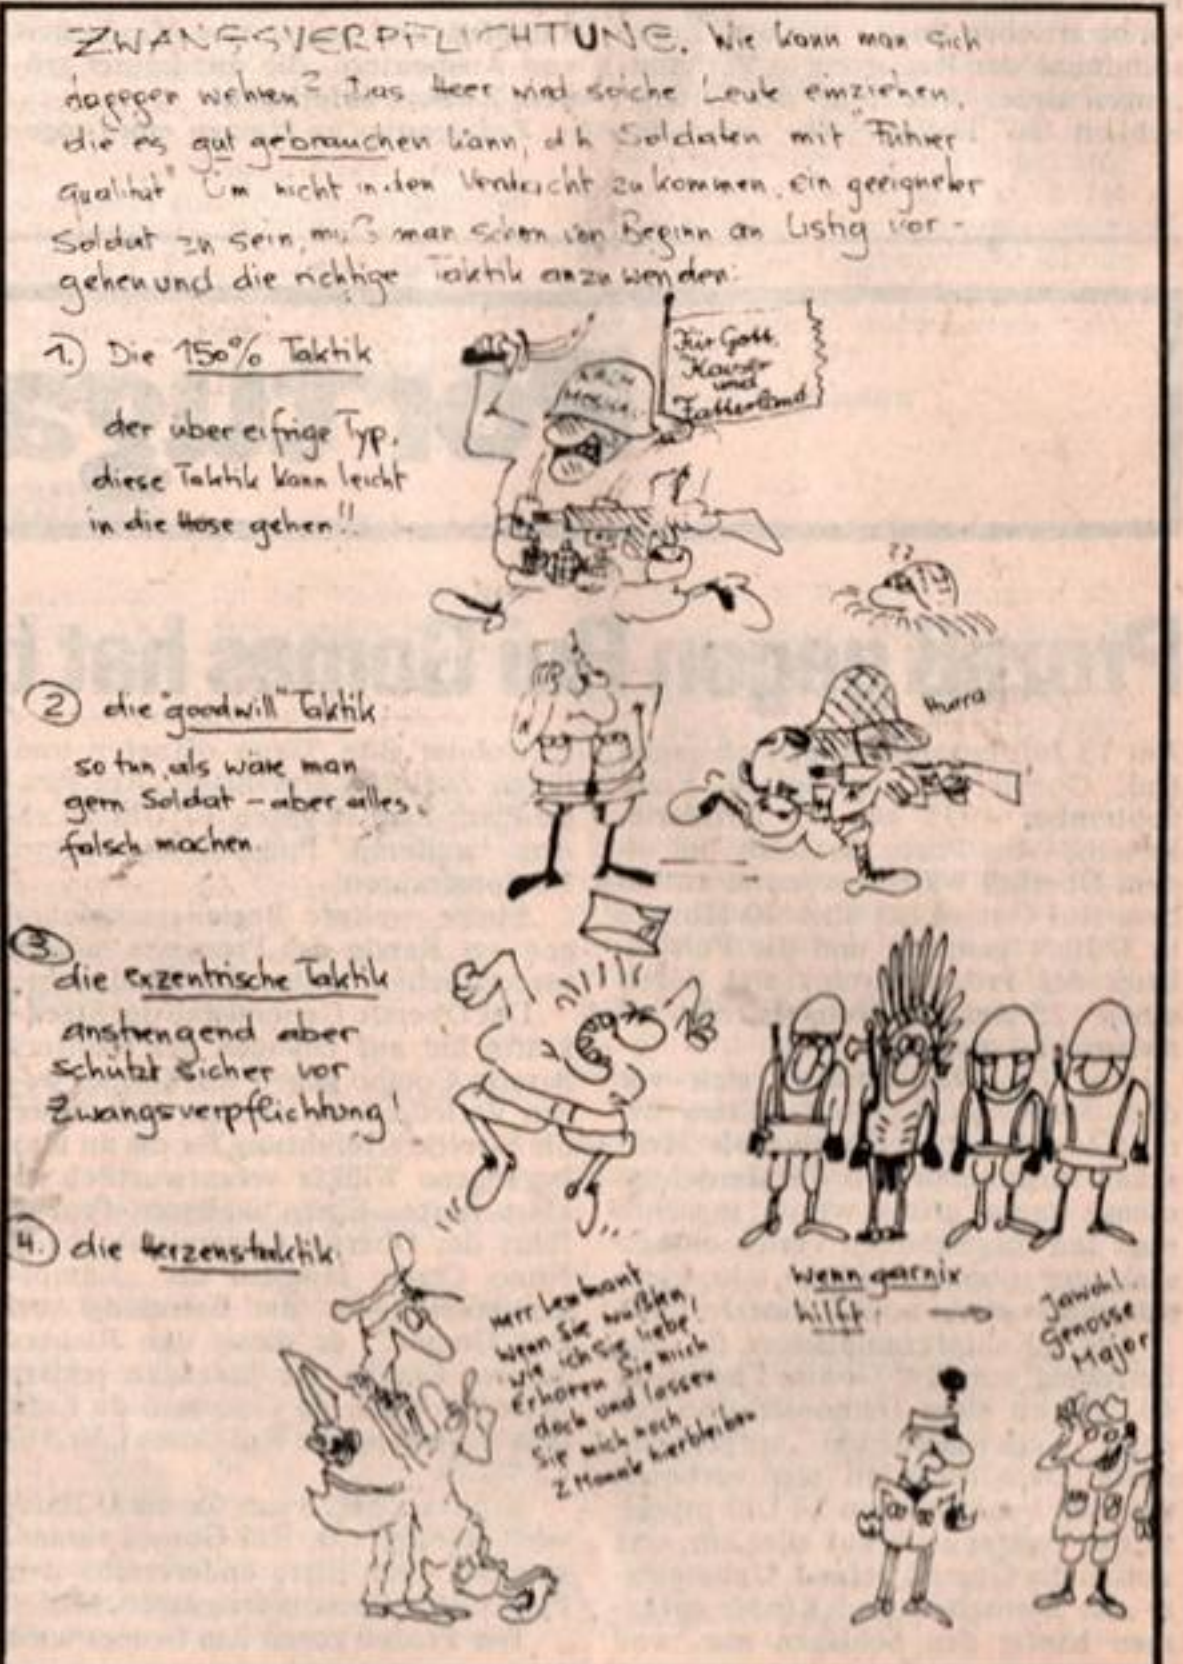 ZWANGSVERPFLICHTUNG. Wie kann man sich
dagegen wehren? Das Heer wird solche Leute einziehen,
die es gut gebrauchen kann, d h Soldaten mit "Führer
qualität" Um nicht in den Verdacht zu kommen, ein geeigneter
Soldat zu sein, muß man schon von Beginn an Listig vor-
gehen und die richtige Taktik anzuwenden:
1.) Die 150% Taktik
der übereifrige Typ.
diese Taktik kann leicht
in die Hose gehen!!
Für Gott,
Kaiser
und
Vatterland
??
2) die "goodwill" Taktik
so tun, als wäre man
gern Soldat - aber alles
falsch machen
Hurra
3
die exzentrische Taktik
anstrengend aber
schützt sicher vor
Zwangsverpflichtung!
4.) die Herzenstaktik.
Herr Leutnant
wenn Sie wüßten,
wie ich Sie liebe!
Erhören Sie mich
doch und lassen
Sie mich noch
2 Monate hierbleiben
wenn garnix
hilft →
Jawohl
Genosse
Major